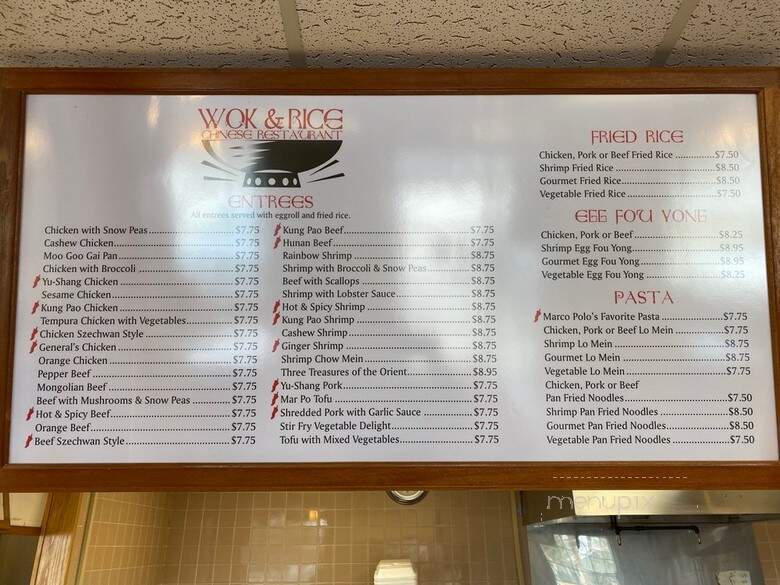 WOK & RICE
CHINESE RESTAURANT
ENTREES
All entrees served with eggroll and fried rice.
Chicken with Snow Peas $7.75
Cashew Chicken $7.75
Moo Goo Gai Pan $7.75
Chicken with Broccoli $7.75
Yu-Shang Chicken $7.75
Sesame Chicken $7.75
Kung Pao Chicken $7.75
Tempura Chicken with Vegetables $7.75
Chicken Szechwan Style $7.75
General's Chicken $7.75
Orange Chicken $7.75
Pepper Beef $7.75
Mongolian Beef $7.75
Beef with Mushrooms & Snow Peas $7.75
Hot & Spicy Beef $7.75
Orange Beef $7.75
Beef Szechwan Style $7.75
Kung Pao Beef $7.75
Hunan Beef $7.75
Rainbow Shrimp $8.75
Shrimp with Broccoli & Snow Peas $8.75
Beef with Scallops $8.75
Shrimp with Lobster Sauce $8.75
Hot & Spicy Shrimp $8.75
Kung Pao Shrimp $8.75
Cashew Shrimp $8.75
Ginger Shrimp $8.75
Shrimp Chow Mein $8.75
Three Treasures of the Orient $8.95
Yu-Shang Pork $7.75
Mar Po Tofu $7.75
Shredded Pork with Garlic Sauce $7.75
Stir Fry Vegetable Delight $7.75
Tofu with Mixed Vegetables $7.75
FRIED RICE
Chicken, Pork or Beef Fried Rice $7.50
Shrimp Fried Rice $8.50
Gourmet Fried Rice $8.50
Vegetable Fried Rice $7.50
EGG FOU YONG
Chicken, Pork or Beef $8.25
Shrimp Egg Fou Yong $8.95
Gourmet Egg Fou Yong $8.95
Vegetable Egg Fou Yong $8.25
PASTA
Marco Polo's Favorite Pasta $7.75
Chicken, Pork or Beef Lo Mein $7.75
Shrimp Lo Mein $8.75
Gourmet Lo Mein $8.75
Vegetable Lo Mein $7.75
Chicken, Pork or Beef
Pan Fried Noodles $7.50
Shrimp Pan Fried Noodles $8.50
Gourmet Pan Fried Noodles $8.50
Vegetable Pan Fried Noodles $7.50
menupix